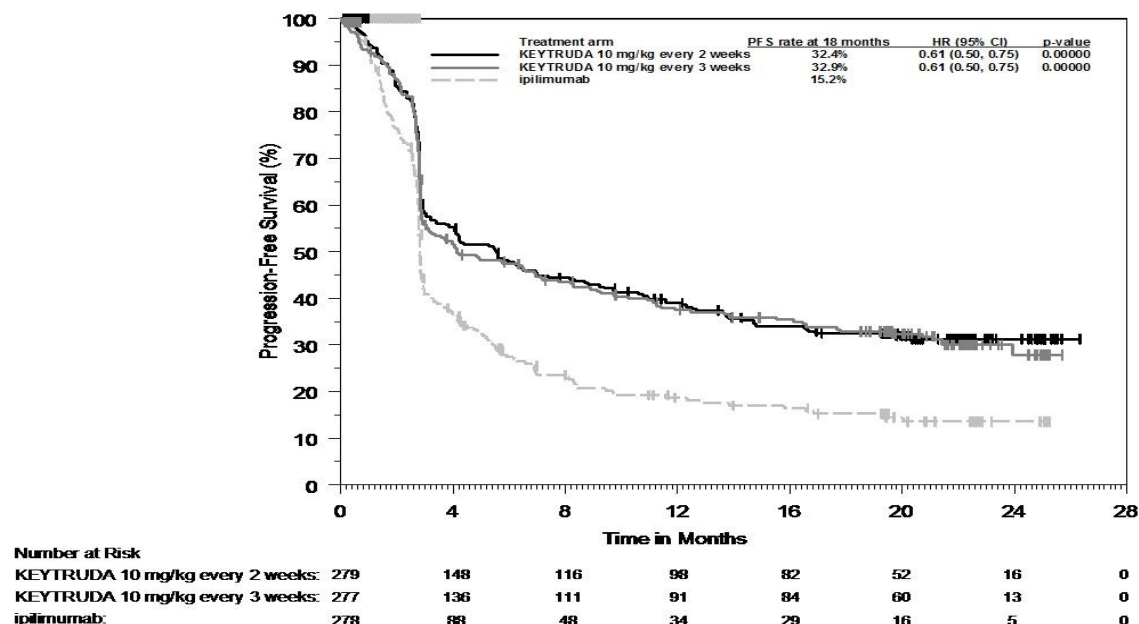 Treatment arm PFS rate at 18 months HR (95% CI) p-value
KEYTRUDA 10 mg/kg every 2 weeks 32.4% 0.61 (0.50, 0.75) 0.00000
KEYTRUDA 10 mg/kg every 3 weeks 32.9% 0.61 (0.50, 0.75) 0.00000
ipilimumab 15.2%
Progression-Free Survival (%)
100
90
80
70
60
50
40
30
20
10
0
0 4 8 12 16 20 24 28
Time in Months
Number at Risk
KEYTRUDA 10 mg/kg every 2 weeks: 279 148 116 98 82 52 16 0
KEYTRUDA 10 mg/kg every 3 weeks: 277 136 111 91 84 60 13 0
ipilimumab: 278 88 48 34 29 16 5 0